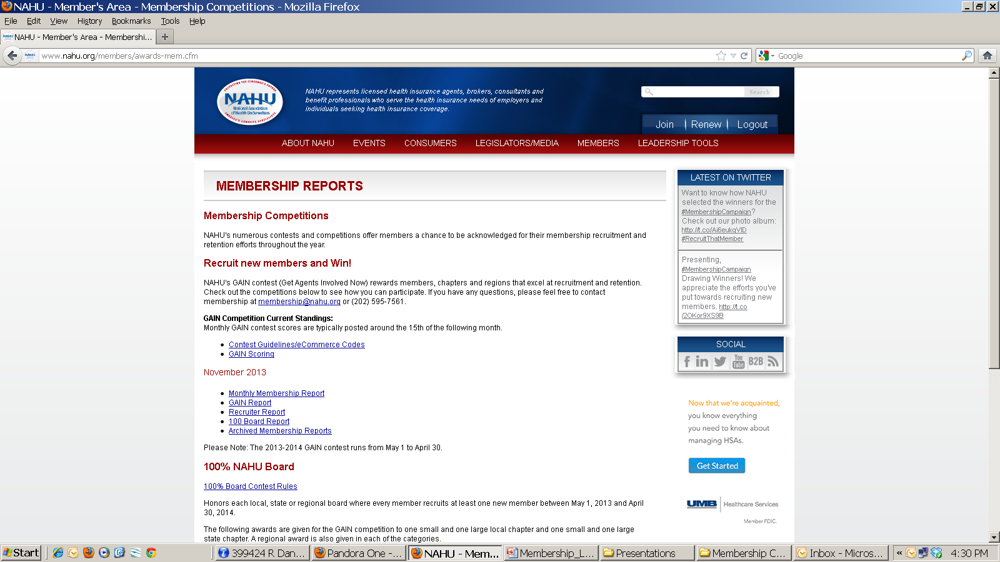 NAHU - Member's Area - Membership Competitions - Mozilla Firefox
File Edit View History Bookmarks Tools Help
NAHU - Member's Area - Membershi...
www.nahu.org/members/awards-mem.cfm
Google
PROTECTING THE CONSUMER'S FUTURE
NAHU
National Association
of Health Underwriters
AMERICA'S BENEFITS SPECIALISTS
NAHU represents licensed health insurance agents, brokers, consultants and
benefit professionals who serve the health insurance needs of employers and
individuals seeking health insurance coverage.
Search
Join Renew Logout
ABOUT NAHU EVENTS CONSUMERS LEGISLATORS/MEDIA MEMBERS LEADERSHIP TOOLS
MEMBERSHIP REPORTS
Membership Competitions
NAHU's numerous contests and competitions offer members a chance to be acknowledged for their membership recruitment and
retention efforts throughout the year.
Recruit new members and Win!
NAHU's GAIN contest (Get Agents Involved Now) rewards members, chapters and regions that excel at recruitment and retention.
Check out the competitions below to see how you can participate. If you have any questions, please feel free to contact
membership at membership@nahu.org or (202) 595-7561.
GAIN Competition Current Standings:
Monthly GAIN contest scores are typically posted around the 15th of the following month.
Contest Guidelines/eCommerce Codes
GAIN Scoring
November 2013
Monthly Membership Report
GAIN Report
Recruiter Report
100 Board Report
Archived Membership Reports
Please Note: The 2013-2014 GAIN contest runs from May 1 to April 30.
100% NAHU Board
100% Board Contest Rules
Honors each local, state or regional board where every member recruits at least one new member between May 1, 2013 and April
30, 2014.
The following awards are given for the GAIN competition to one small and one large local chapter and one small and one large
state chapter. A regional award is also given in each of the categories.
LATEST ON TWITTER
Want to know how NAHU
selected the winners for the
#MembershipCampaign?
Check out our photo album:
http://t.co/Ai6eukqVlD
#RecruitThatMember
Presenting,
#MembershipCampaign
Drawing Winners! We
appreciate the efforts you've
put towards recruiting new
members. http://t.co
/2OKor9XS9B
SOCIAL
f in You Tube B2B
Now that we're acquainted,
you know everything
you need to know about
managing HSAs.
Get Started
UMB Healthcare Services
Member FDIC.
Start 399424 R Dan... Pandora One -... NAHU - Mem... Membership_L... Presentations Membership C... Inbox - Micros... « 4:30 PM